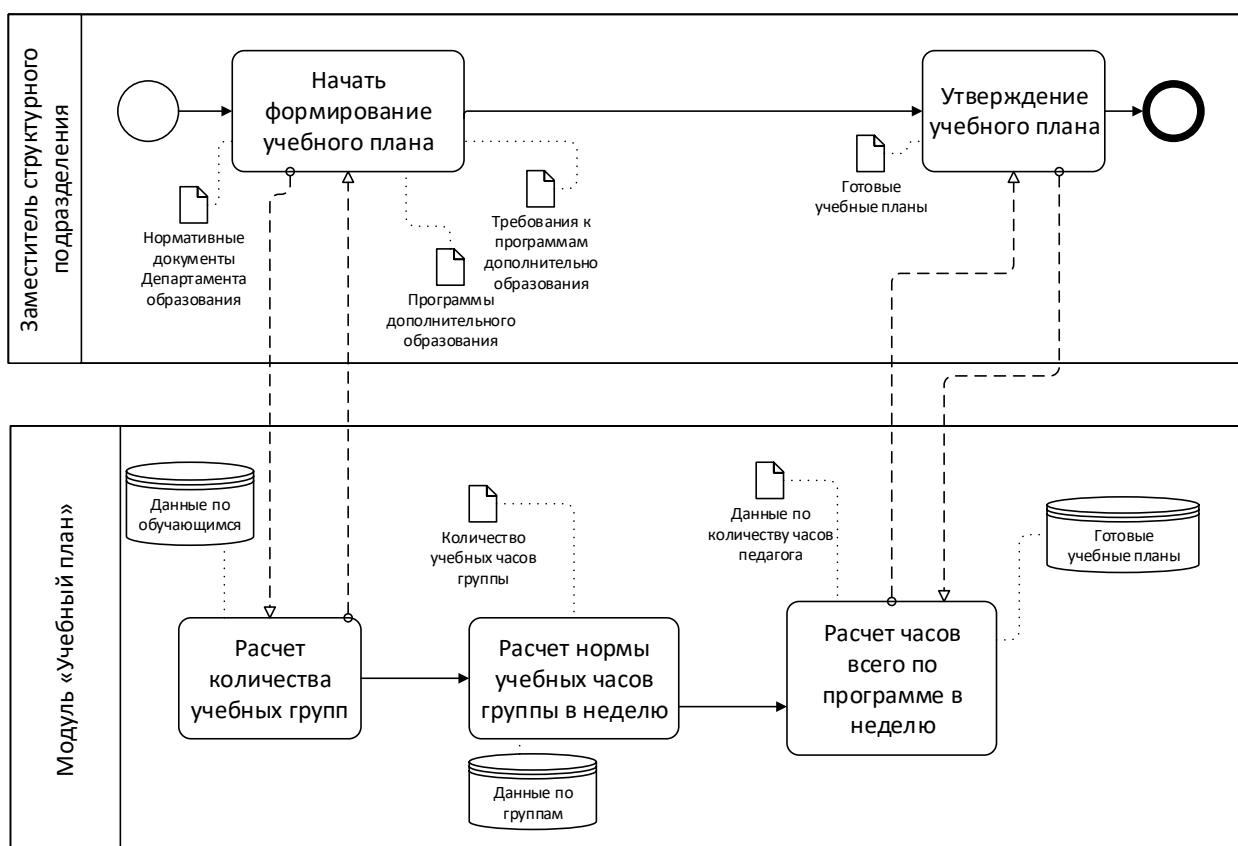 Заместитель структурного
подразделения
Начать
формирование
учебного плана
Утверждение
учебного плана
Нормативные
документы
Департамента
образования
Требования к
программам
дополнительно
образования
Программы
дополнительного
образования
Готовые
учебные планы
Модуль «Учебный план»
Данные по
обучающимся
Количество
учебных часов
группы
Данные по
количеству часов
педагога
Готовые
учебные планы
Расчет
количества
учебных групп
Расчет нормы
учебных часов
группы в неделю
Расчет часов
всего по
программе в
неделю
Данные по
группам